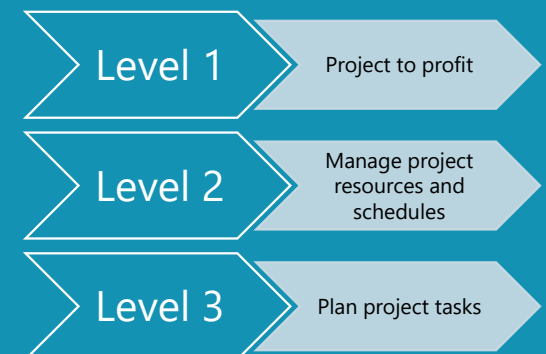 Level 1
Project to profit
Level 2
Manage project
resources and
schedules
Level 3
Plan project tasks